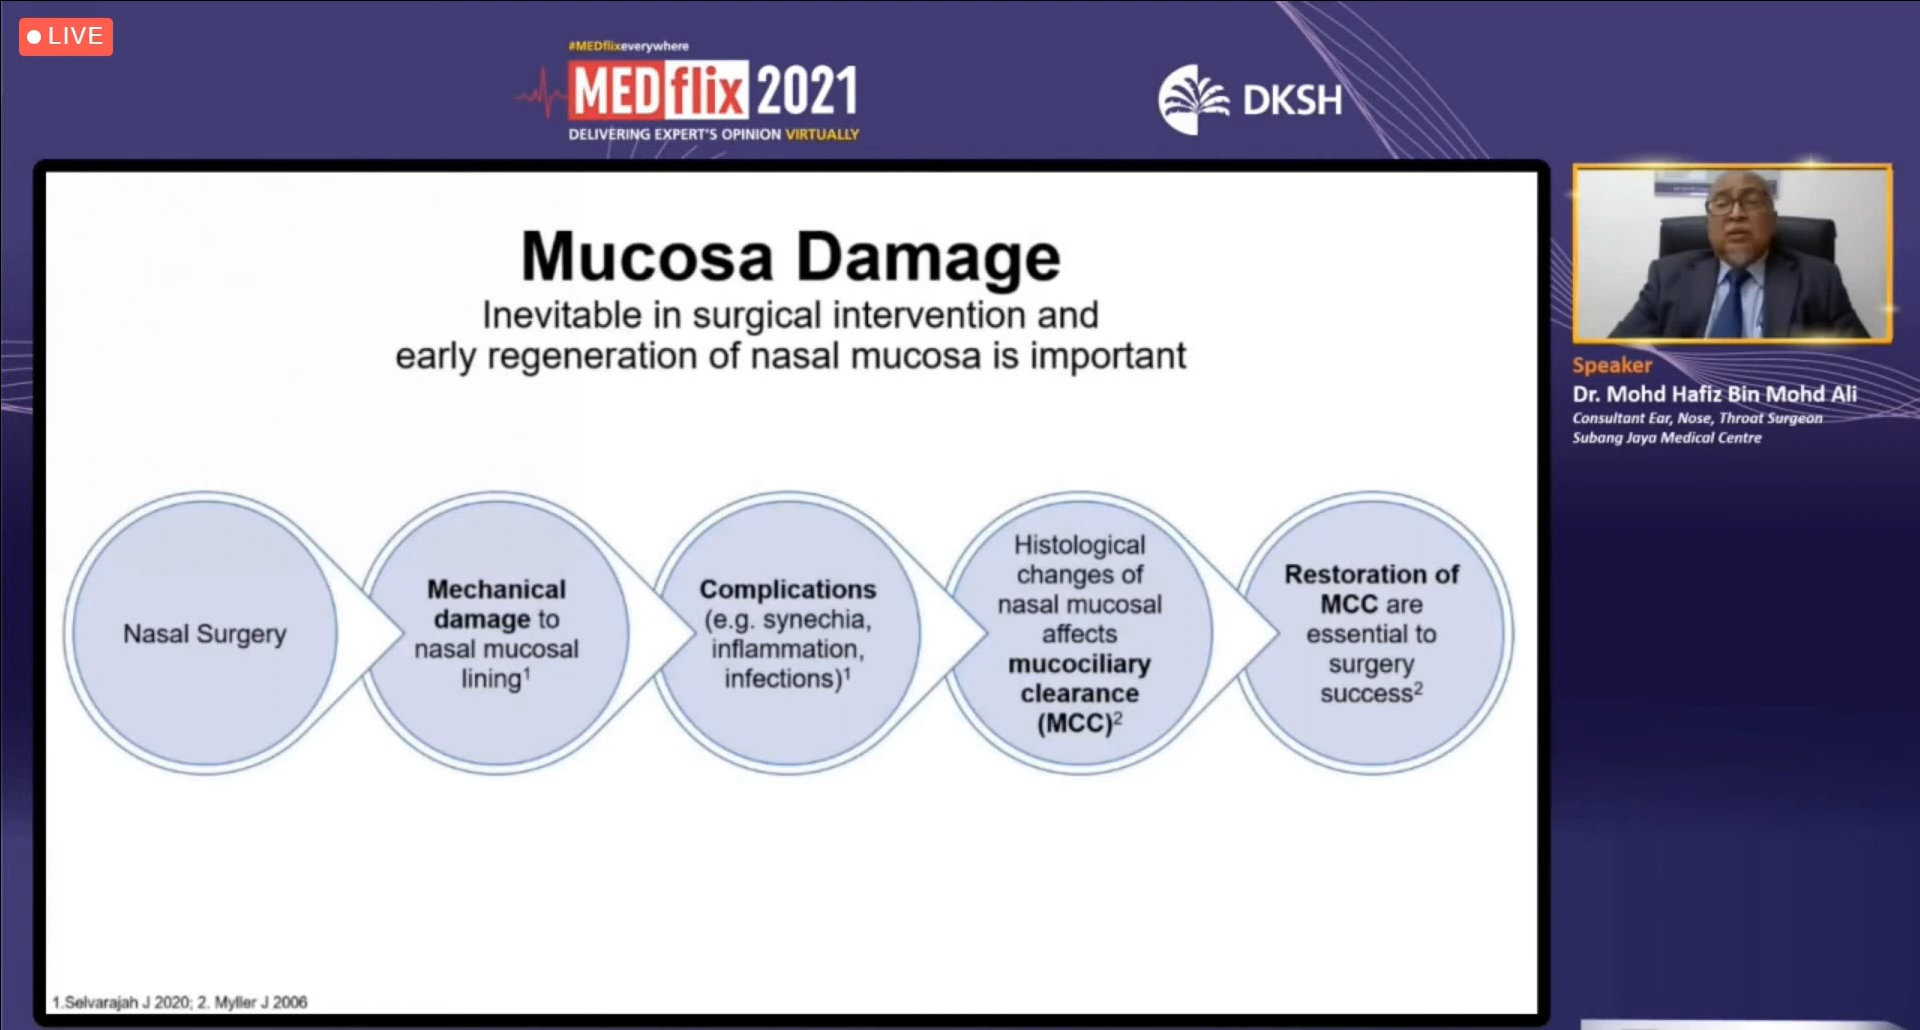 LIVE
#MEDflixeverywhere
MEDflix 2021
DELIVERING EXPERT'S OPINION VIRTUALLY
DKSH
Mucosa Damage
Inevitable in surgical intervention and
early regeneration of nasal mucosa is important
Nasal Surgery
Mechanical
damage to
nasal mucosal
lining¹
Complications
(e.g. synechia,
inflammation,
infections)¹
Histological
changes of
nasal mucosal
affects
mucociliary
clearance
(MCC)²
Restoration of
MCC are
essential to
surgery
success²
1.Selvarajah J 2020; 2. Myller J 2006
Speaker
Dr. Mohd Hafiz Bin Mohd Ali
Consultant Ear, Nose, Throat Surgeon
Subang Jaya Medical Centre